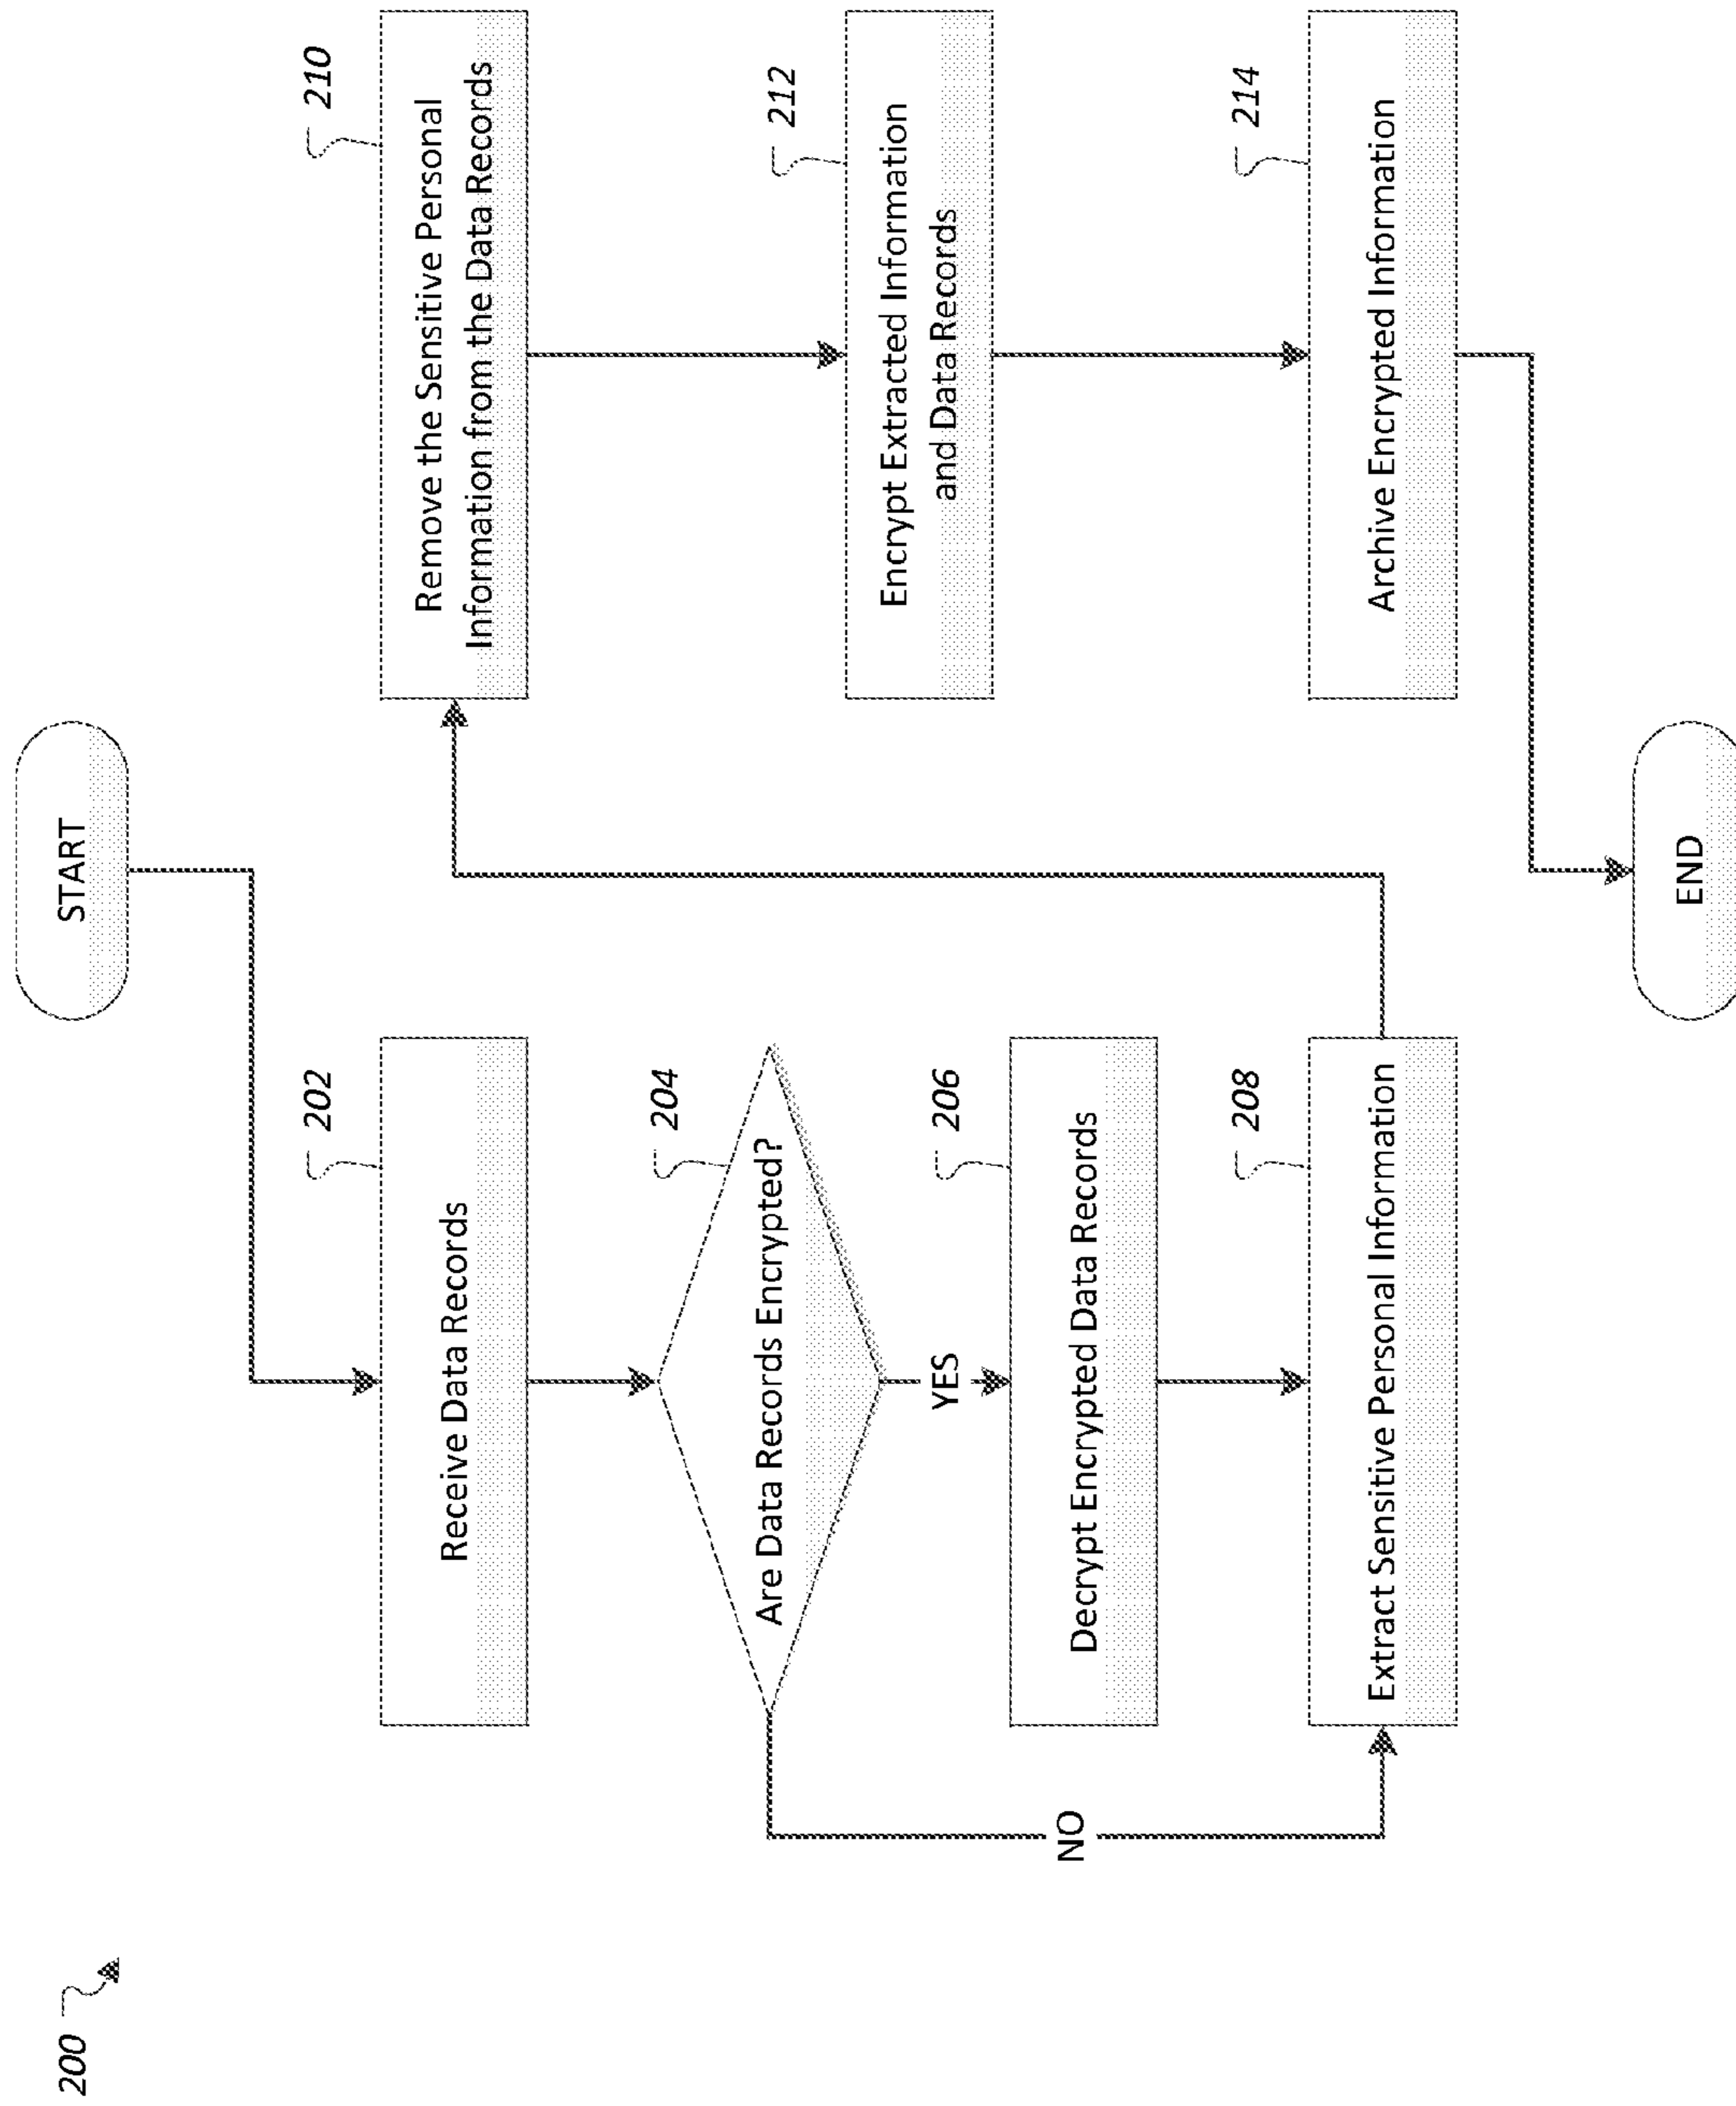 200
START
Receive Data Records
202
Are Data Records Encrypted?
204
YES
NO
Decrypt Encrypted Data Records
206
Extract Sensitive Personal Information
208
Remove the Sensitive Personal
Information from the Data Records
210
Encrypt Extracted Information
and Data Records
212
Archive Encrypted Information
214
END